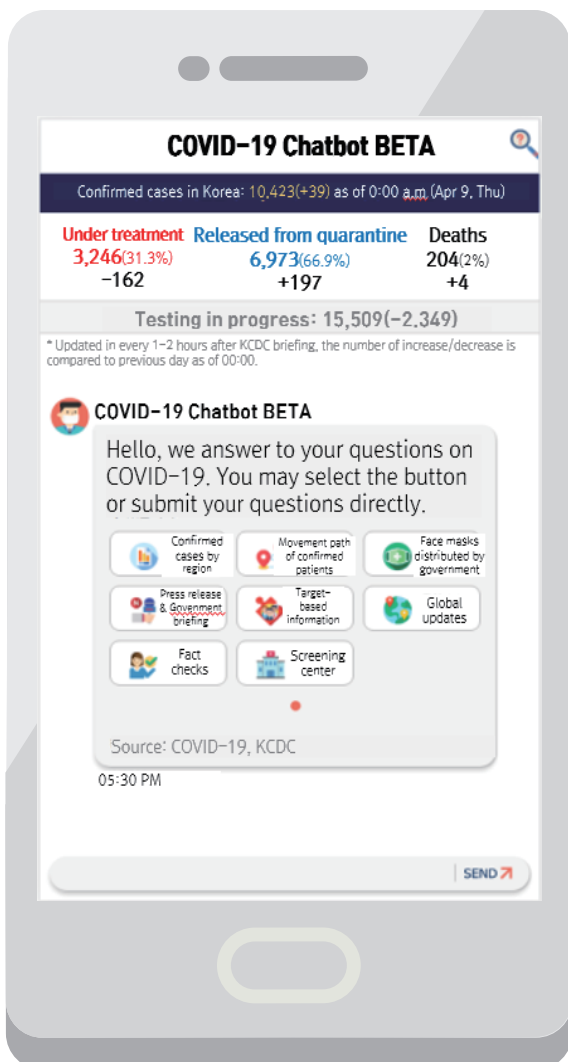 COVID-19 Chatbot BETA
Confirmed cases in Korea: 10,423(+39) as of 0:00 a.m (Apr 9, Thu)
Under treatment Released from quarantine Deaths
3,246(31.3%) 6,973(66.9%) 204(2%)
-162 +197 +4
Testing in progress: 15,509(-2.349)
* Updated in every 1-2 hours after KCDC briefing, the number of increase/decrease is
compared to previous day as of 00:00.
COVID-19 Chatbot BETA
Hello, we answer to your questions on
COVID-19. You may select the button
or submit your questions directly.
Confirmed
cases by
region
Movement path
of confirmed
patients
Face masks
distributed by
government
Press release
& Govenment
briefing
Target-
based
information
Global
updates
Fact
checks
Screening
center
Source: COVID-19, KCDC
05:30 PM
SEND